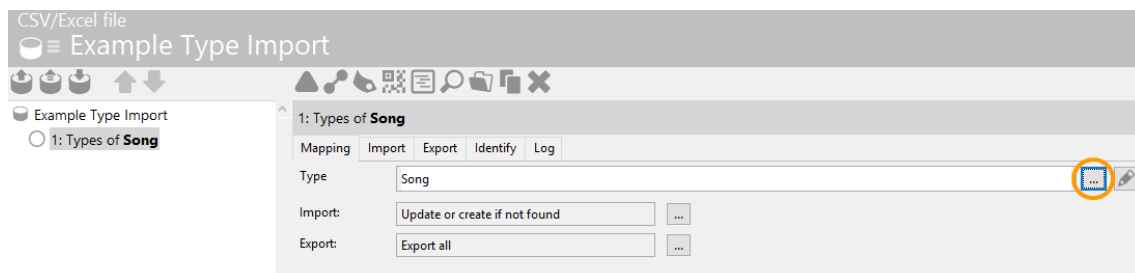 CSV/Excel file
Example Type Import
Example Type Import
1: Types of Song
1: Types of Song
Mapping Import Export Identify Log
Type Song ...
Import: Update or create if not found ...
Export: Export all ...